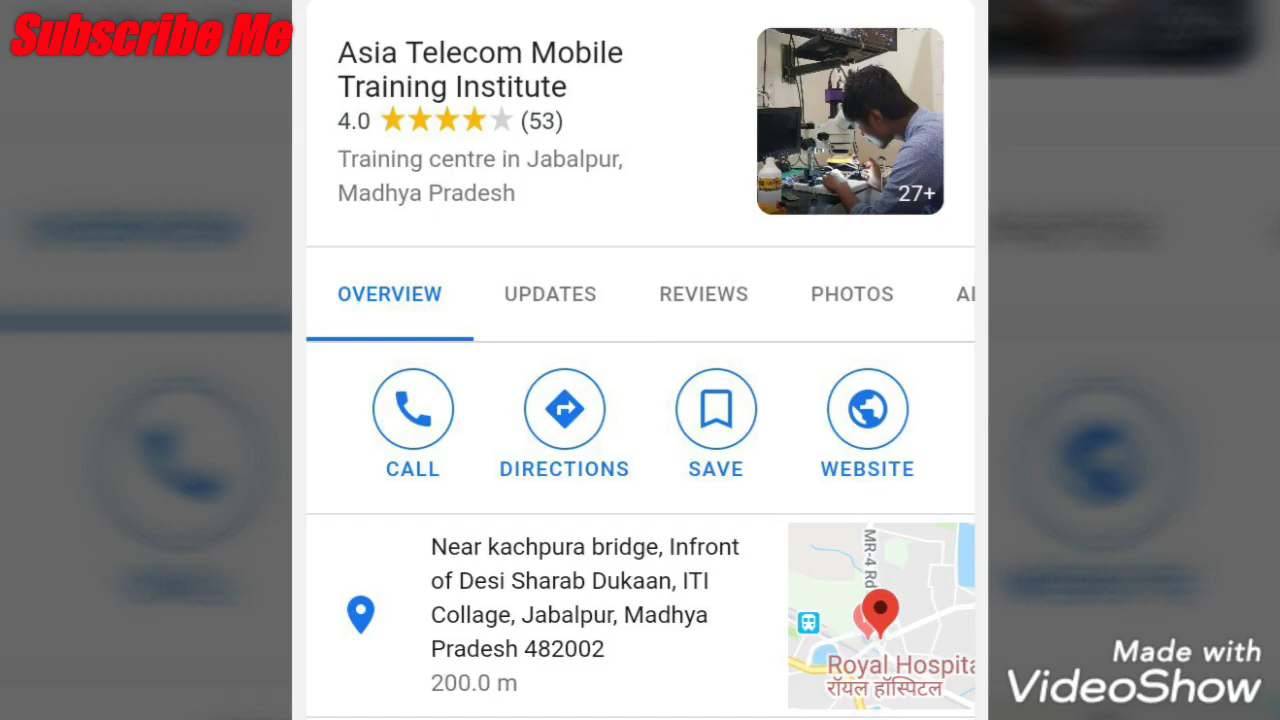 Subscribe Me
Asia Telecom Mobile
Training Institute
4.0 (53)
Training centre in Jabalpur,
Madhya Pradesh
27+
OVERVIEW UPDATES REVIEWS PHOTOS
CALL DIRECTIONS SAVE WEBSITE
Near kachpura bridge, Infront
of Desi Sharab Dukaan, ITI
Collage, Jabalpur, Madhya
Pradesh 482002
200.0 m
MR-4 Rd
Royal Hospita
रॉयल हॉस्पिटल
Made with
VideoShow